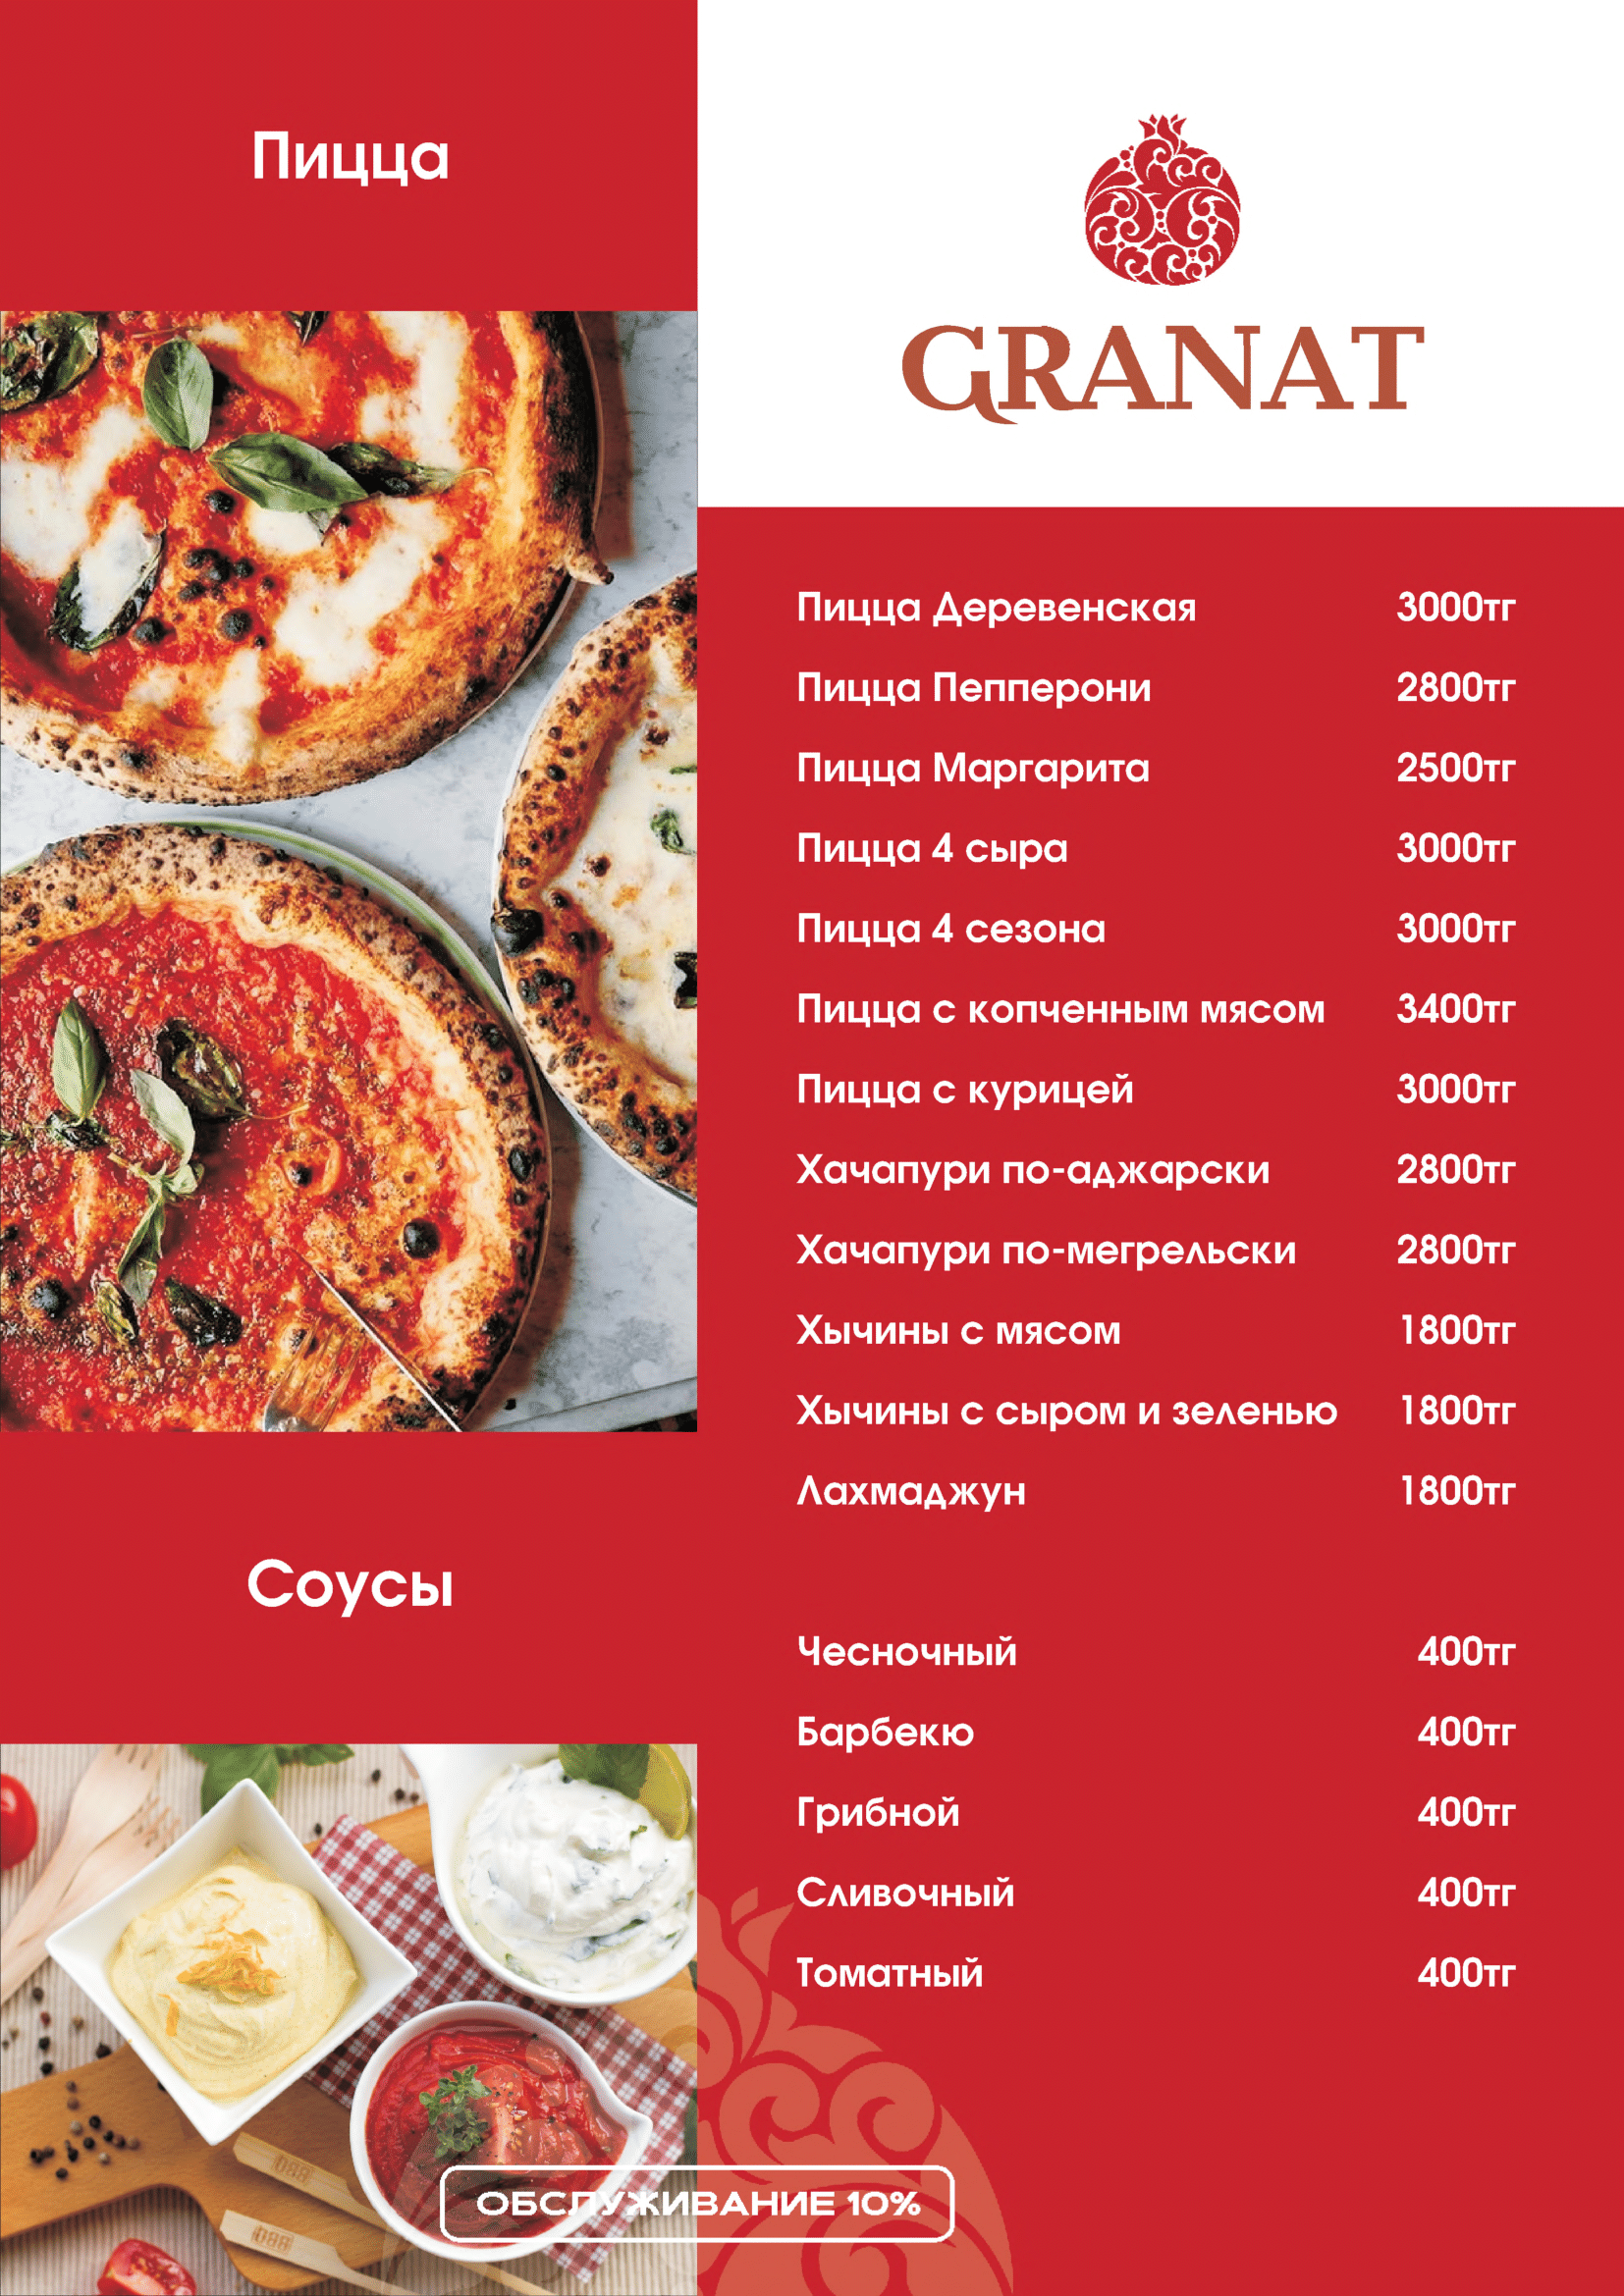 Пицца
GRANAT
Пицца Деревенская 3000тг
Пицца Пепперони 2800тг
Пицца Маргарита 2500тг
Пицца 4 сыра 3000тг
Пицца 4 сезона 3000тг
Пицца с копченным мясом 3400тг
Пицца с курицей 3000тг
Хачапури по-аджарски 2800тг
Хачапури по-мегрельски 2800тг
Хычины с мясом 1800тг
Хычины с сыром и зеленью 1800тг
Лахмаджун 1800тг
Соусы
Чесночный 400тг
Барбекю 400тг
Грибной 400тг
Сливочный 400тг
Томатный 400тг
BBQ
BBQ
ОБСЛУЖИВАНИЕ 10%